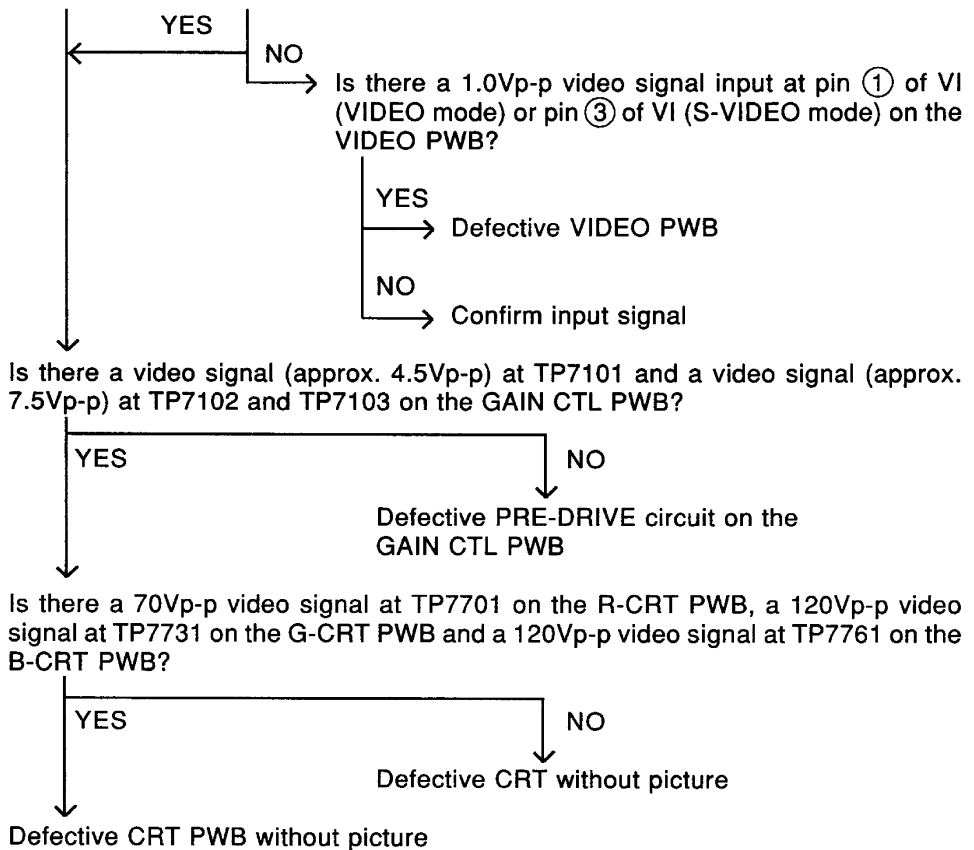 YES
NO
Is there a 1.0Vp-p video signal input at pin ① of VI
(VIDEO mode) or pin ③ of VI (S-VIDEO mode) on the
VIDEO PWB?
YES
Defective VIDEO PWB
NO
Confirm input signal
Is there a video signal (approx. 4.5Vp-p) at TP7101 and a video signal (approx.
7.5Vp-p) at TP7102 and TP7103 on the GAIN CTL PWB?
YES
NO
Defective PRE-DRIVE circuit on the
GAIN CTL PWB
Is there a 70Vp-p video signal at TP7701 on the R-CRT PWB, a 120Vp-p video
signal at TP7731 on the G-CRT PWB and a 120Vp-p video signal at TP7761 on the
B-CRT PWB?
YES
NO
Defective CRT without picture
Defective CRT PWB without picture